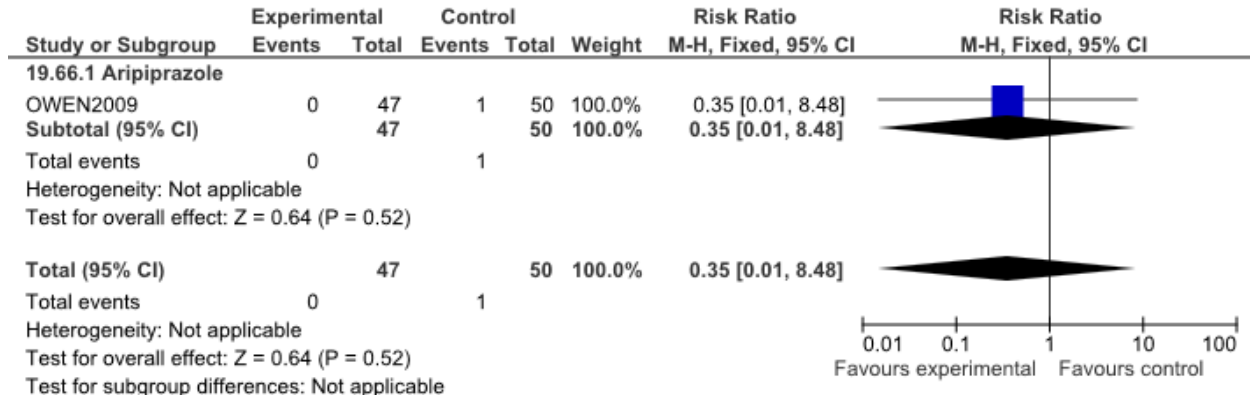 Experimental Control Risk Ratio Risk Ratio
Study or Subgroup Events Total Events Total Weight M-H, Fixed, 95% CI M-H, Fixed, 95% CI
19.66.1 Aripiprazole
OWEN2009 0 47 1 50 100.0% 0.35 [0.01, 8.48]
Subtotal (95% CI) 47 50 100.0% 0.35 [0.01, 8.48]
Total events 0 1
Heterogeneity: Not applicable
Test for overall effect: Z = 0.64 (P = 0.52)
Total (95% CI) 47 50 100.0% 0.35 [0.01, 8.48]
Total events 0 1
Heterogeneity: Not applicable
Test for overall effect: Z = 0.64 (P = 0.52)
Test for subgroup differences: Not applicable
0.01 0.1 1 10 100
Favours experimental Favours control